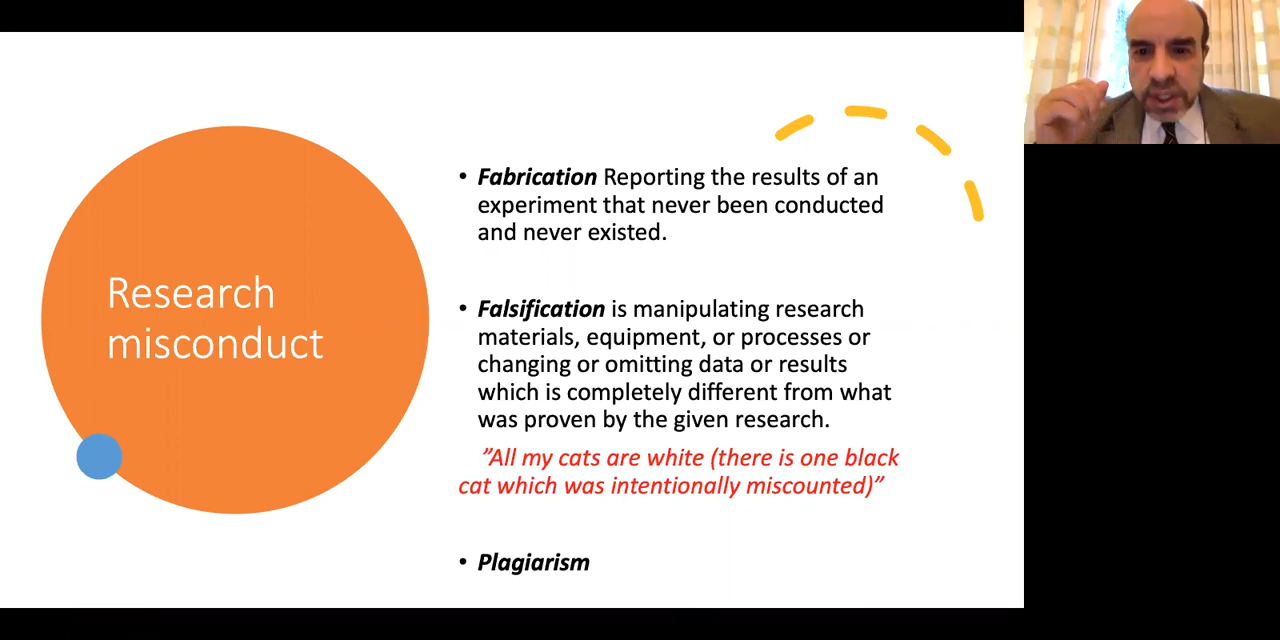 Research
misconduct
• Fabrication Reporting the results of an
experiment that never been conducted
and never existed.
• Falsification is manipulating research
materials, equipment, or processes or
changing or omitting data or results
which is completely different from what
was proven by the given research.
”All my cats are white (there is one black
cat which was intentionally miscounted)”
• Plagiarism